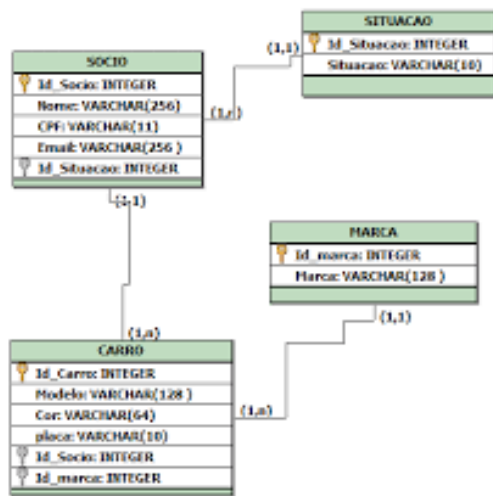 SOCIO
Id_Socio: INTEGER
Nome: VARCHAR(256)
CPF: VARCHAR(11)
Email: VARCHAR(256 )
Id_Situacao: INTEGER
(1,1)
(1,n)
SITUACAO
Id_Situacao: INTEGER
Situacao: VARCHAR(10)
(1,1)
MARCA
Id_marca: INTEGER
Marca: VARCHAR(128 )
(1,1)
(1,n)
CARRO
Id_Carro: INTEGER
Modelo: VARCHAR(128 )
Cor: VARCHAR(64)
placa: VARCHAR(10)
Id_Socio: INTEGER
Id_marca: INTEGER
(1,n)